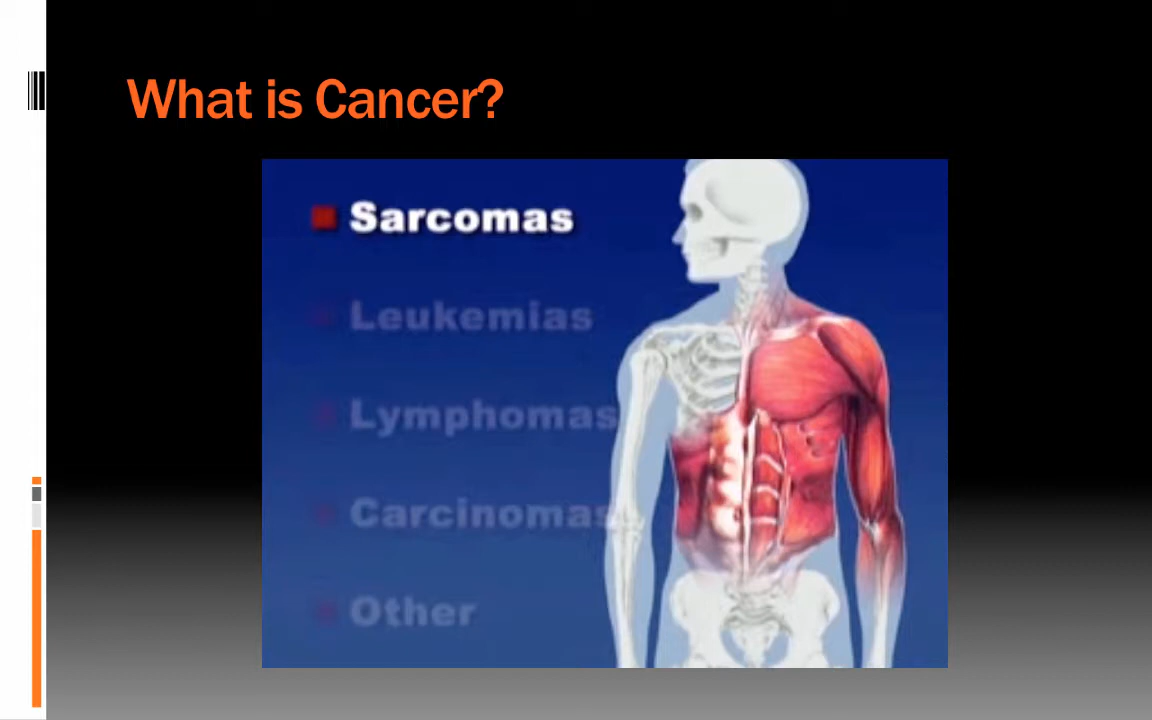 What is Cancer?
Sarcomas
Leukemias
Lymphomas
Carcinomas
Other